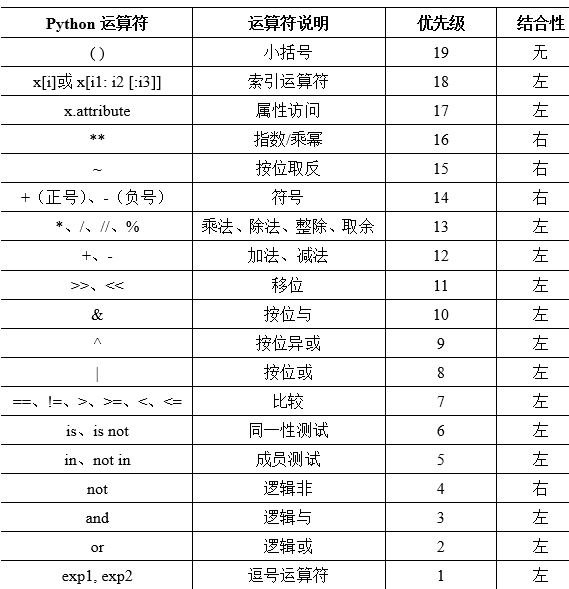 Python 运算符 运算符说明 优先级 结合性
( ) 小括号 19 无
x[i]或 x[i1: i2 [:i3]] 索引运算符 18 左
x.attribute 属性访问 17 左
** 指数/乘幂 16 右
~ 按位取反 15 右
+（正号）、-（负号） 符号 14 右
*、/、//、% 乘法、除法、整除、取余 13 左
+、- 加法、减法 12 左
>>、<< 移位 11 左
& 按位与 10 左
^ 按位异或 9 左
| 按位或 8 左
==、!=、>、>=、<、<= 比较 7 左
is、is not 同一性测试 6 左
in、not in 成员测试 5 左
not 逻辑非 4 右
and 逻辑与 3 左
or 逻辑或 2 左
exp1, exp2 逗号运算符 1 左